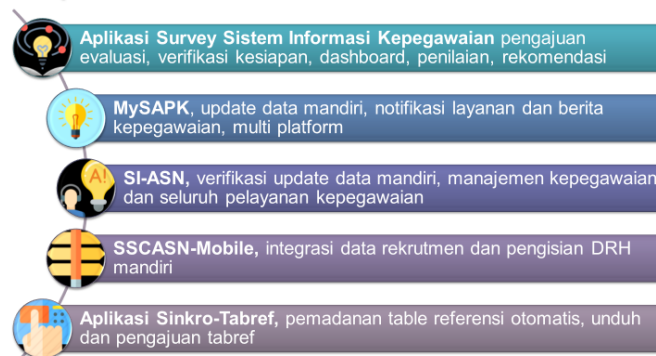 Aplikasi Survey Sistem Informasi Kepegawaian pengajuan
evaluasi, verifikasi kesiapan, dashboard, penilaian, rekomendasi
MySAPK, update data mandiri, notifikasi layanan dan berita
kepegawaian, multi platform
A!
SI-ASN, verifikasi update data mandiri, manajemen kepegawaian
dan seluruh pelayanan kepegawaian
SSCASN-Mobile, integrasi data rekrutmen dan pengisian DRH
mandiri
Aplikasi Sinkro-Tabref, pemadanan table referensi otomatis, unduh
dan pengajuan tabref